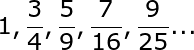 1, 3/4, 5/9, 7/16, 9/25...